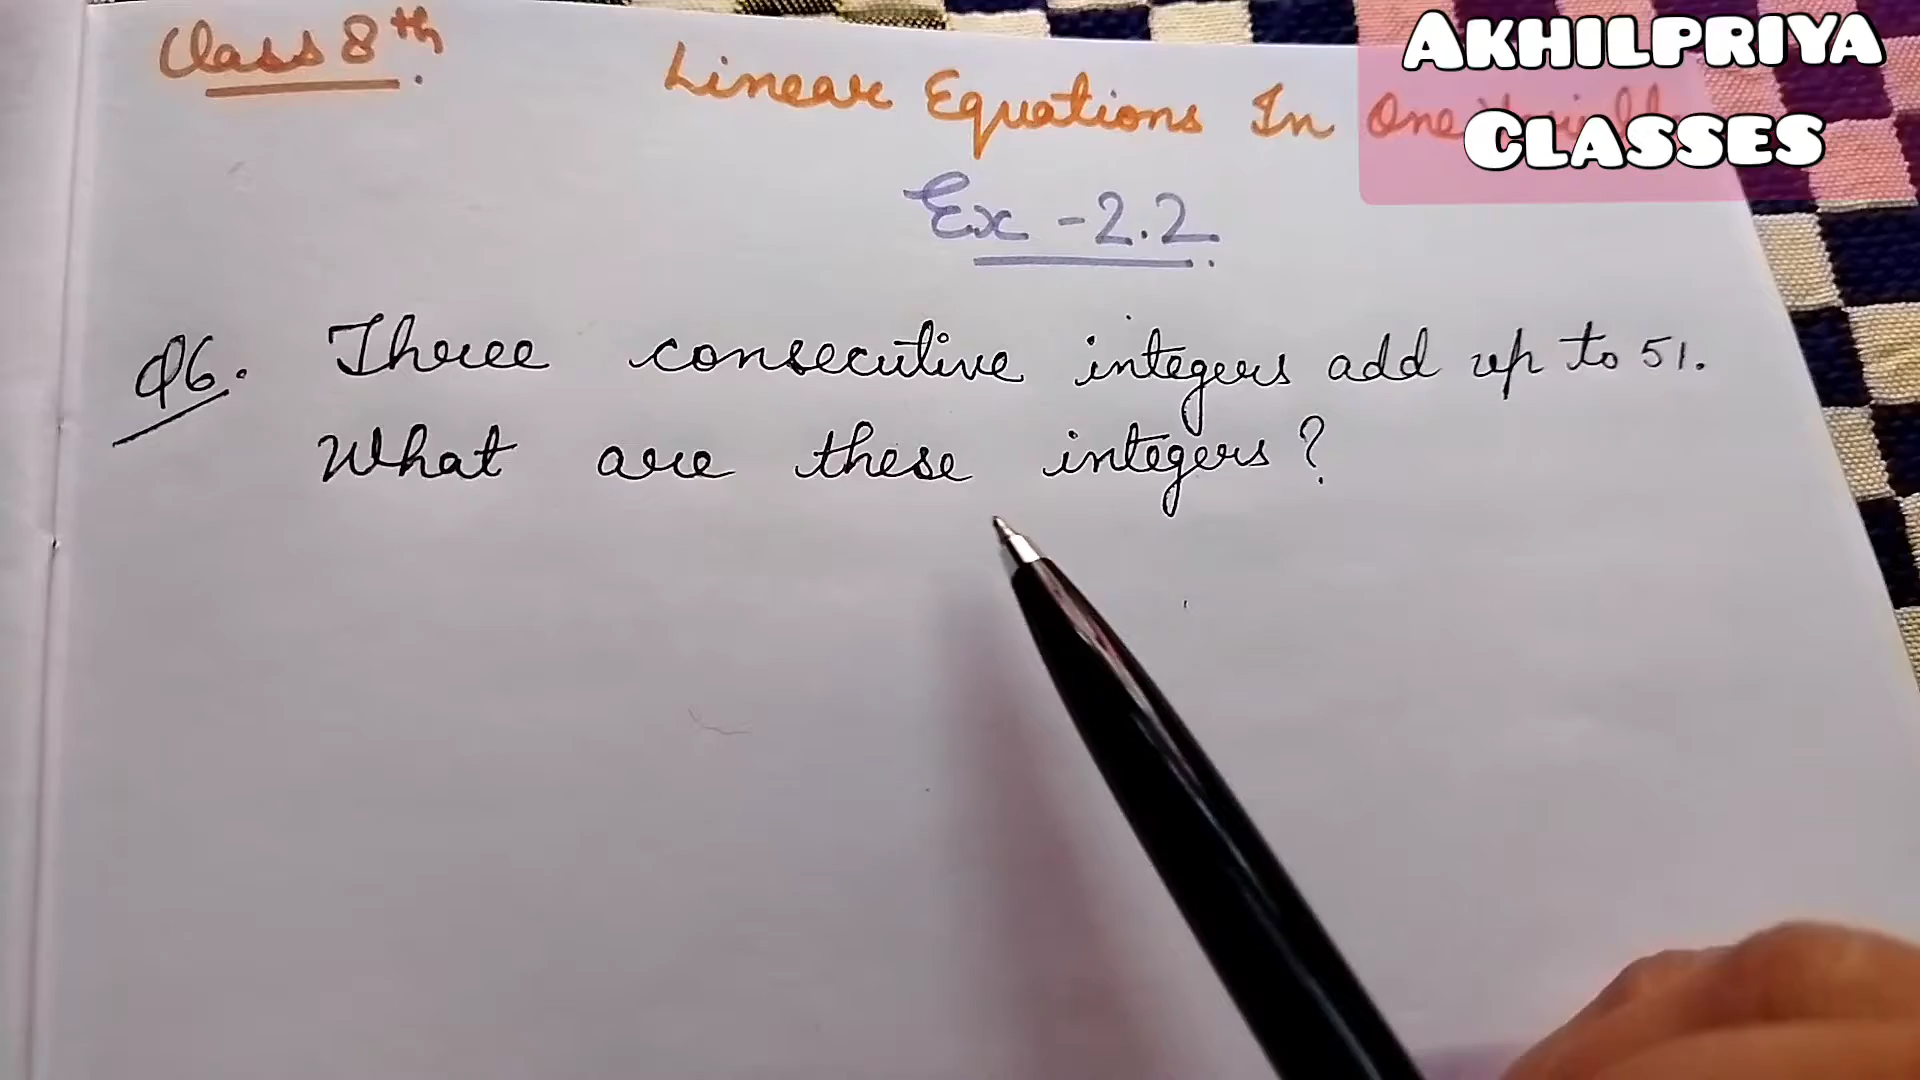 Class 8th
Linear Equations In One
AKHILPRIYA
CLASSES
Ex - 2.2.
Q6. Three consecutive integers add up to 51.
What are these integers?